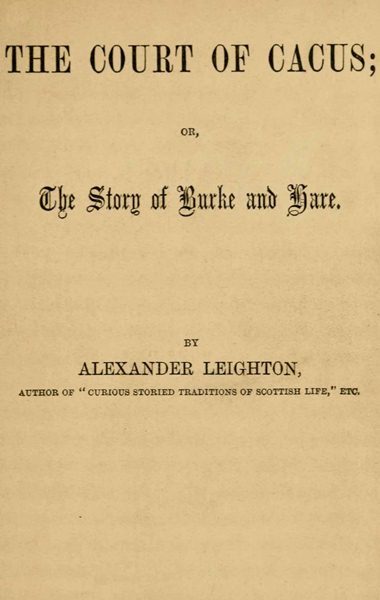 THE COURT OF CACUS;
OR,
The Story of Burke and Hare.
BY
ALEXANDER LEIGHTON,
AUTHOR OF “CURIOUS STORIED TRADITIONS OF SCOTTISH LIFE,” ETC.